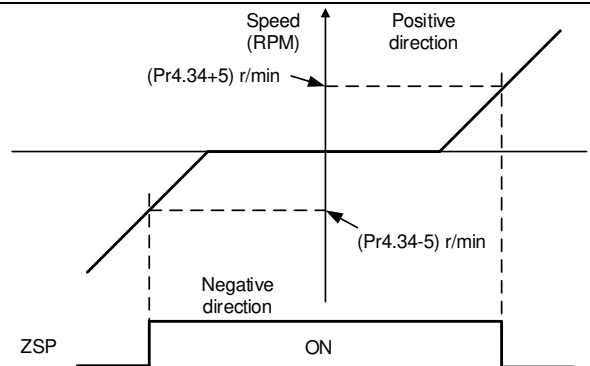 Speed
(RPM)
Positive
direction
(Pr4.34+5) r/min
(Pr4.34-5) r/min
Negative
direction
ZSP
ON